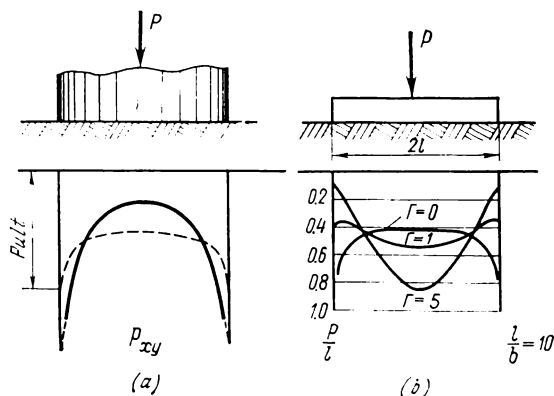 P
Pult
Pxy
(a)
P
2l
0.2
0.4
0.6
0.8
1.0
Γ=0
Γ=1
Γ=5
P/l
l/b = 10
(b)